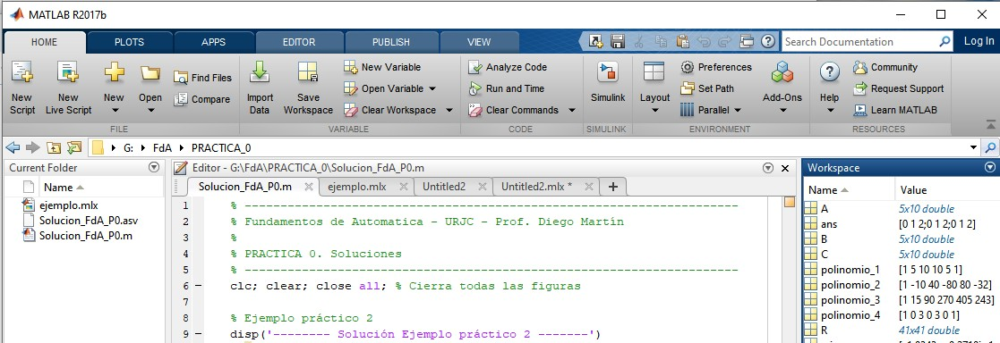 MATLAB R2017b
HOME PLOTS APPS EDITOR PUBLISH VIEW Search Documentation Log In
New Script New Live Script New Open Find Files Compare
FILE
Import Data Save Workspace New Variable Open Variable Clear Workspace
VARIABLE
Analyze Code Run and Time Clear Commands
CODE
Simulink
SIMULINK
Layout Preferences Set Path Parallel Add-Ons
ENVIRONMENT
Help Community Request Support Learn MATLAB
RESOURCES
G: FdA PRACTICA_0
Current Folder
Name
ejemplo.mlx
Solucion_FdA_P0.asv
Solucion_FdA_P0.m
Editor - G:\FdA\PRACTICA_0\Solucion_FdA_P0.m
Solucion_FdA_P0.m ejemplo.mlx Untitled2 Untitled2.mlx * +
1 % ------------------------------------------------------------------------
2 % Fundamentos de Automatica - URJC - Prof. Diego Martín
3 %
4 % PRACTICA 0. Soluciones
5 % ------------------------------------------------------------------------
6 - clc; clear; close all; % Cierra todas las figuras
7
8 % Ejemplo práctico 2
9 - disp('-------- Solución Ejemplo práctico 2 -------')
Workspace
Name Value
A 5x10 double
ans [0 1 2;0 1 2;0 1 2]
B 5x10 double
C 5x10 double
polinomio_1 [1 5 10 10 5 1]
polinomio_2 [1 -10 40 -80 80 -32]
polinomio_3 [1 15 90 270 405 243]
polinomio_4 [1 0 3 0 3 0 1]
R 41x41 double